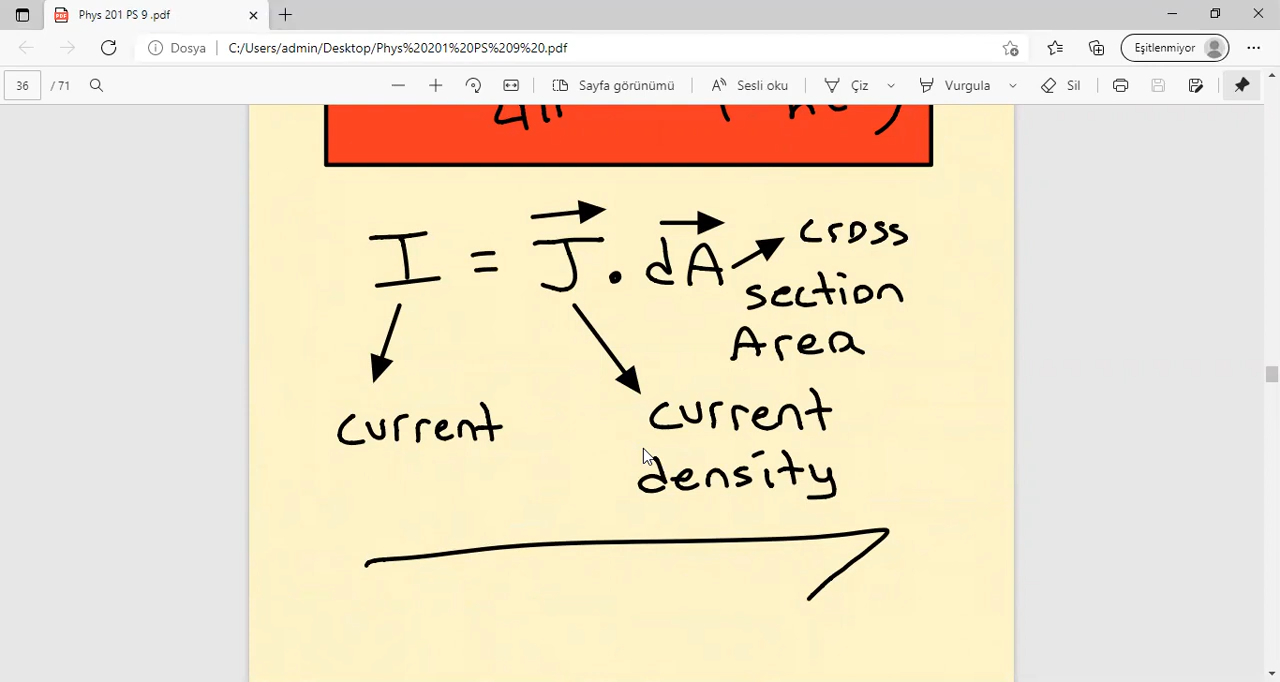 Phys 201 PS 9 .pdf
Dosya
C:/Users/admin/Desktop/Phys%20201%20PS%209%20.pdf
Eşitlenmiyor
36 / 71
Sayfa görünümü
Sesli oku
Çiz
Vurgula
Sil
I = J . dA
cross
section
Area
current
current
density